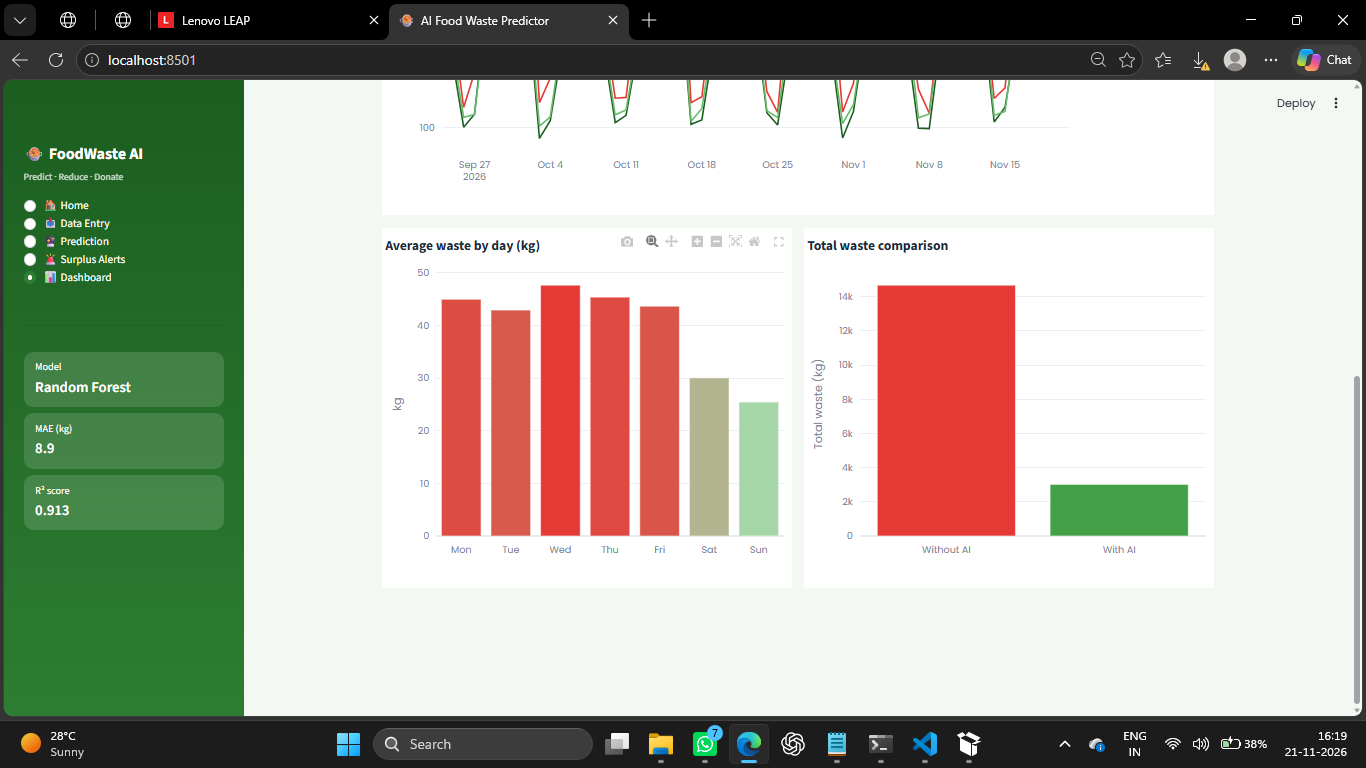 Lenovo LEAP
AI Food Waste Predictor
localhost:8501
Chat
Deploy
FoodWaste AI
Predict · Reduce · Donate
Home
Data Entry
Prediction
Surplus Alerts
Dashboard
Model
Random Forest
MAE (kg)
8.9
R² score
0.913
100
Sep 27
2026
Oct 4
Oct 11
Oct 18
Oct 25
Nov 1
Nov 8
Nov 15
Average waste by day (kg)
50
40
30
20
10
0
kg
Mon
Tue
Wed
Thu
Fri
Sat
Sun
Total waste comparison
14k
12k
10k
8k
6k
4k
2k
0
Total waste (kg)
Without AI
With AI
28°C
Sunny
Search
7
ENG
IN
38%
16:19
21-11-2026